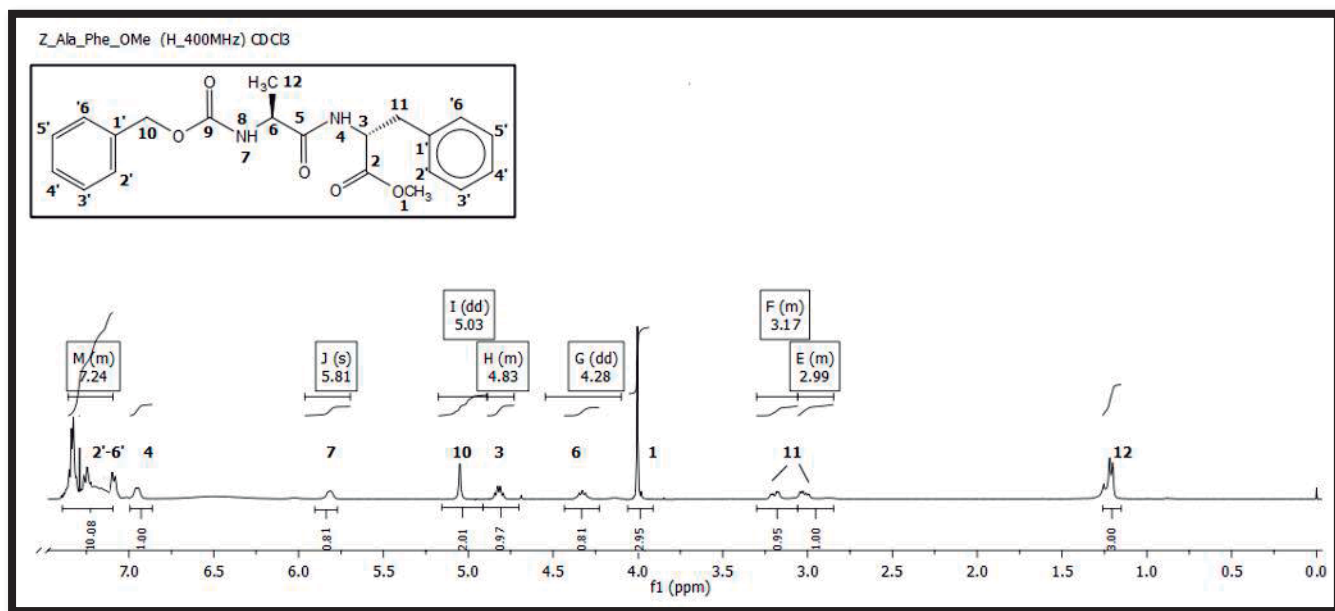 Z_Ala_Phe_OMe (H_400MHz) CDCl3
H₃C 12
O
'6
5'
1'
4'
3'
2'
10
O
9
8
NH
7
6
5
O
H
N
4
3
11
2
O
OCH₃
1
'6
5'
1'
2'
4'
3'
I (dd)
5.03
F (m)
3.17
M (m)
7.24
J (s)
5.81
H (m)
4.83
G (dd)
4.28
E (m)
2.99
2'-6'
4
7
10
3
6
1
11
12
10.08
1.00
0.81
2.01
0.97
0.81
2.95
0.95
1.00
3.00
7.0 6.5 6.0 5.5 5.0 4.5 4.0 3.5 3.0 2.5 2.0 1.5 1.0 0.5 0.0
f1 (ppm)